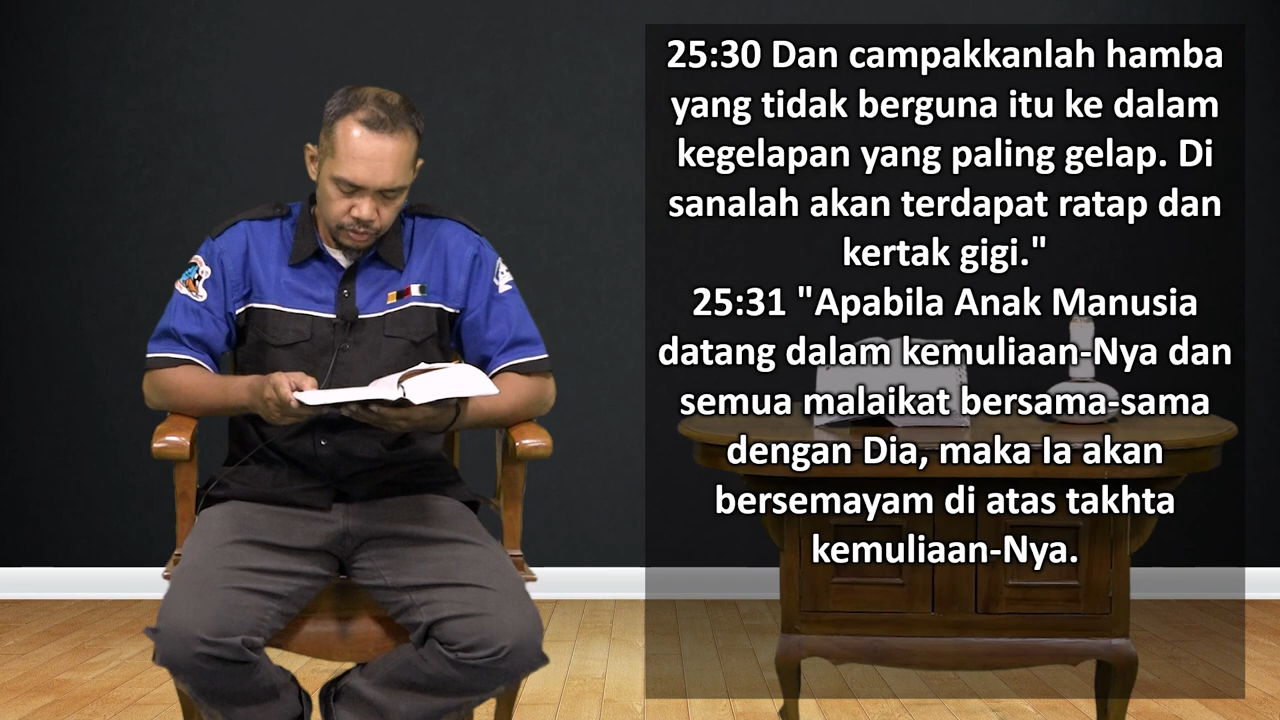 25:30 Dan campakkanlah hamba
yang tidak berguna itu ke dalam
kegelapan yang paling gelap. Di
sanalah akan terdapat ratap dan
kertak gigi."
25:31 "Apabila Anak Manusia
datang dalam kemuliaan-Nya dan
semua malaikat bersama-sama
dengan Dia, maka Ia akan
bersemayam di atas takhta
kemuliaan-Nya.